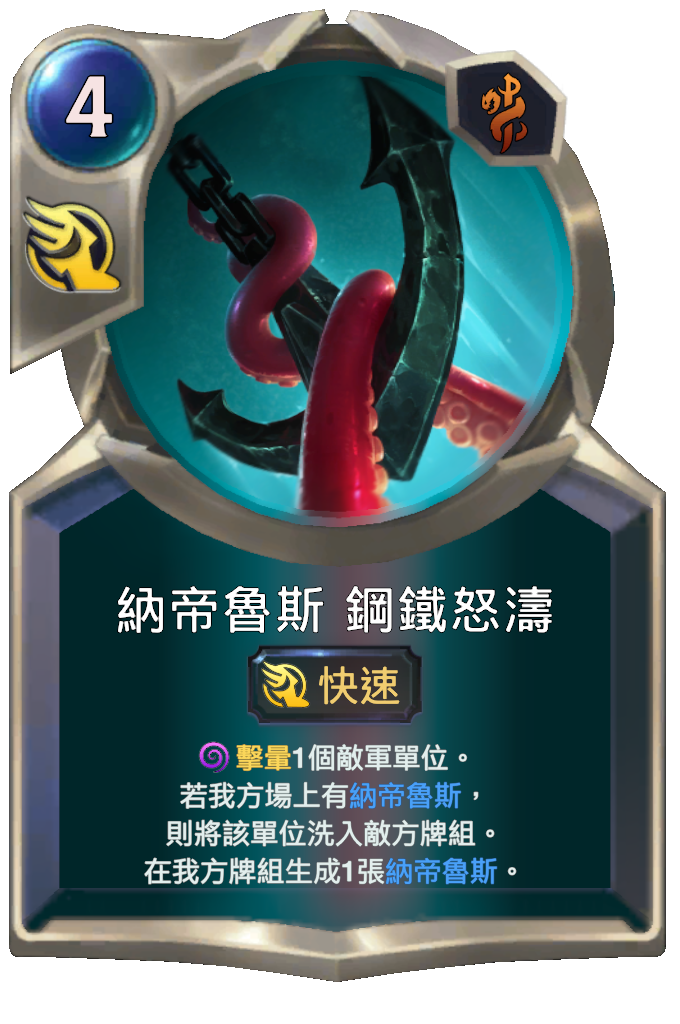 4
納帝魯斯 鋼鐵怒濤
快速
擊暈1個敵軍單位。
若我方場上有納帝魯斯，
則將該單位洗入敵方牌組。
在我方牌組生成1張納帝魯斯。